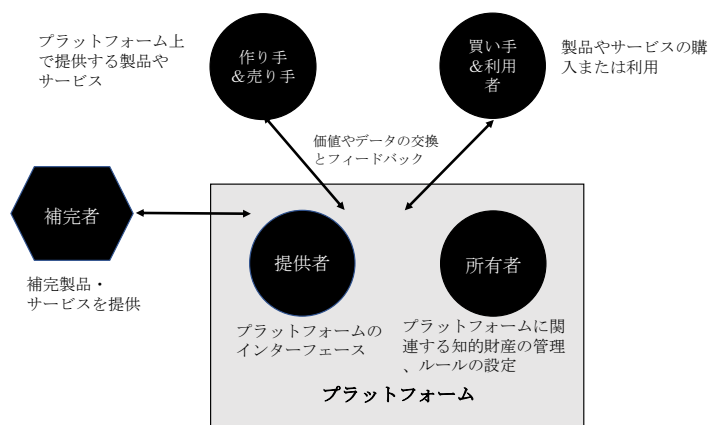 プラットフォーム上
で提供する製品や
サービス
作り手
&売り手
買い手
&利用
者
製品やサービスの購
入または利用
価値やデータの交換
とフィードバック
補完者
補完製品・
サービスを提供
提供者
プラットフォームの
インターフェース
所有者
プラットフォームに関
連する知的財産の管理
、ルールの設定
プラットフォーム